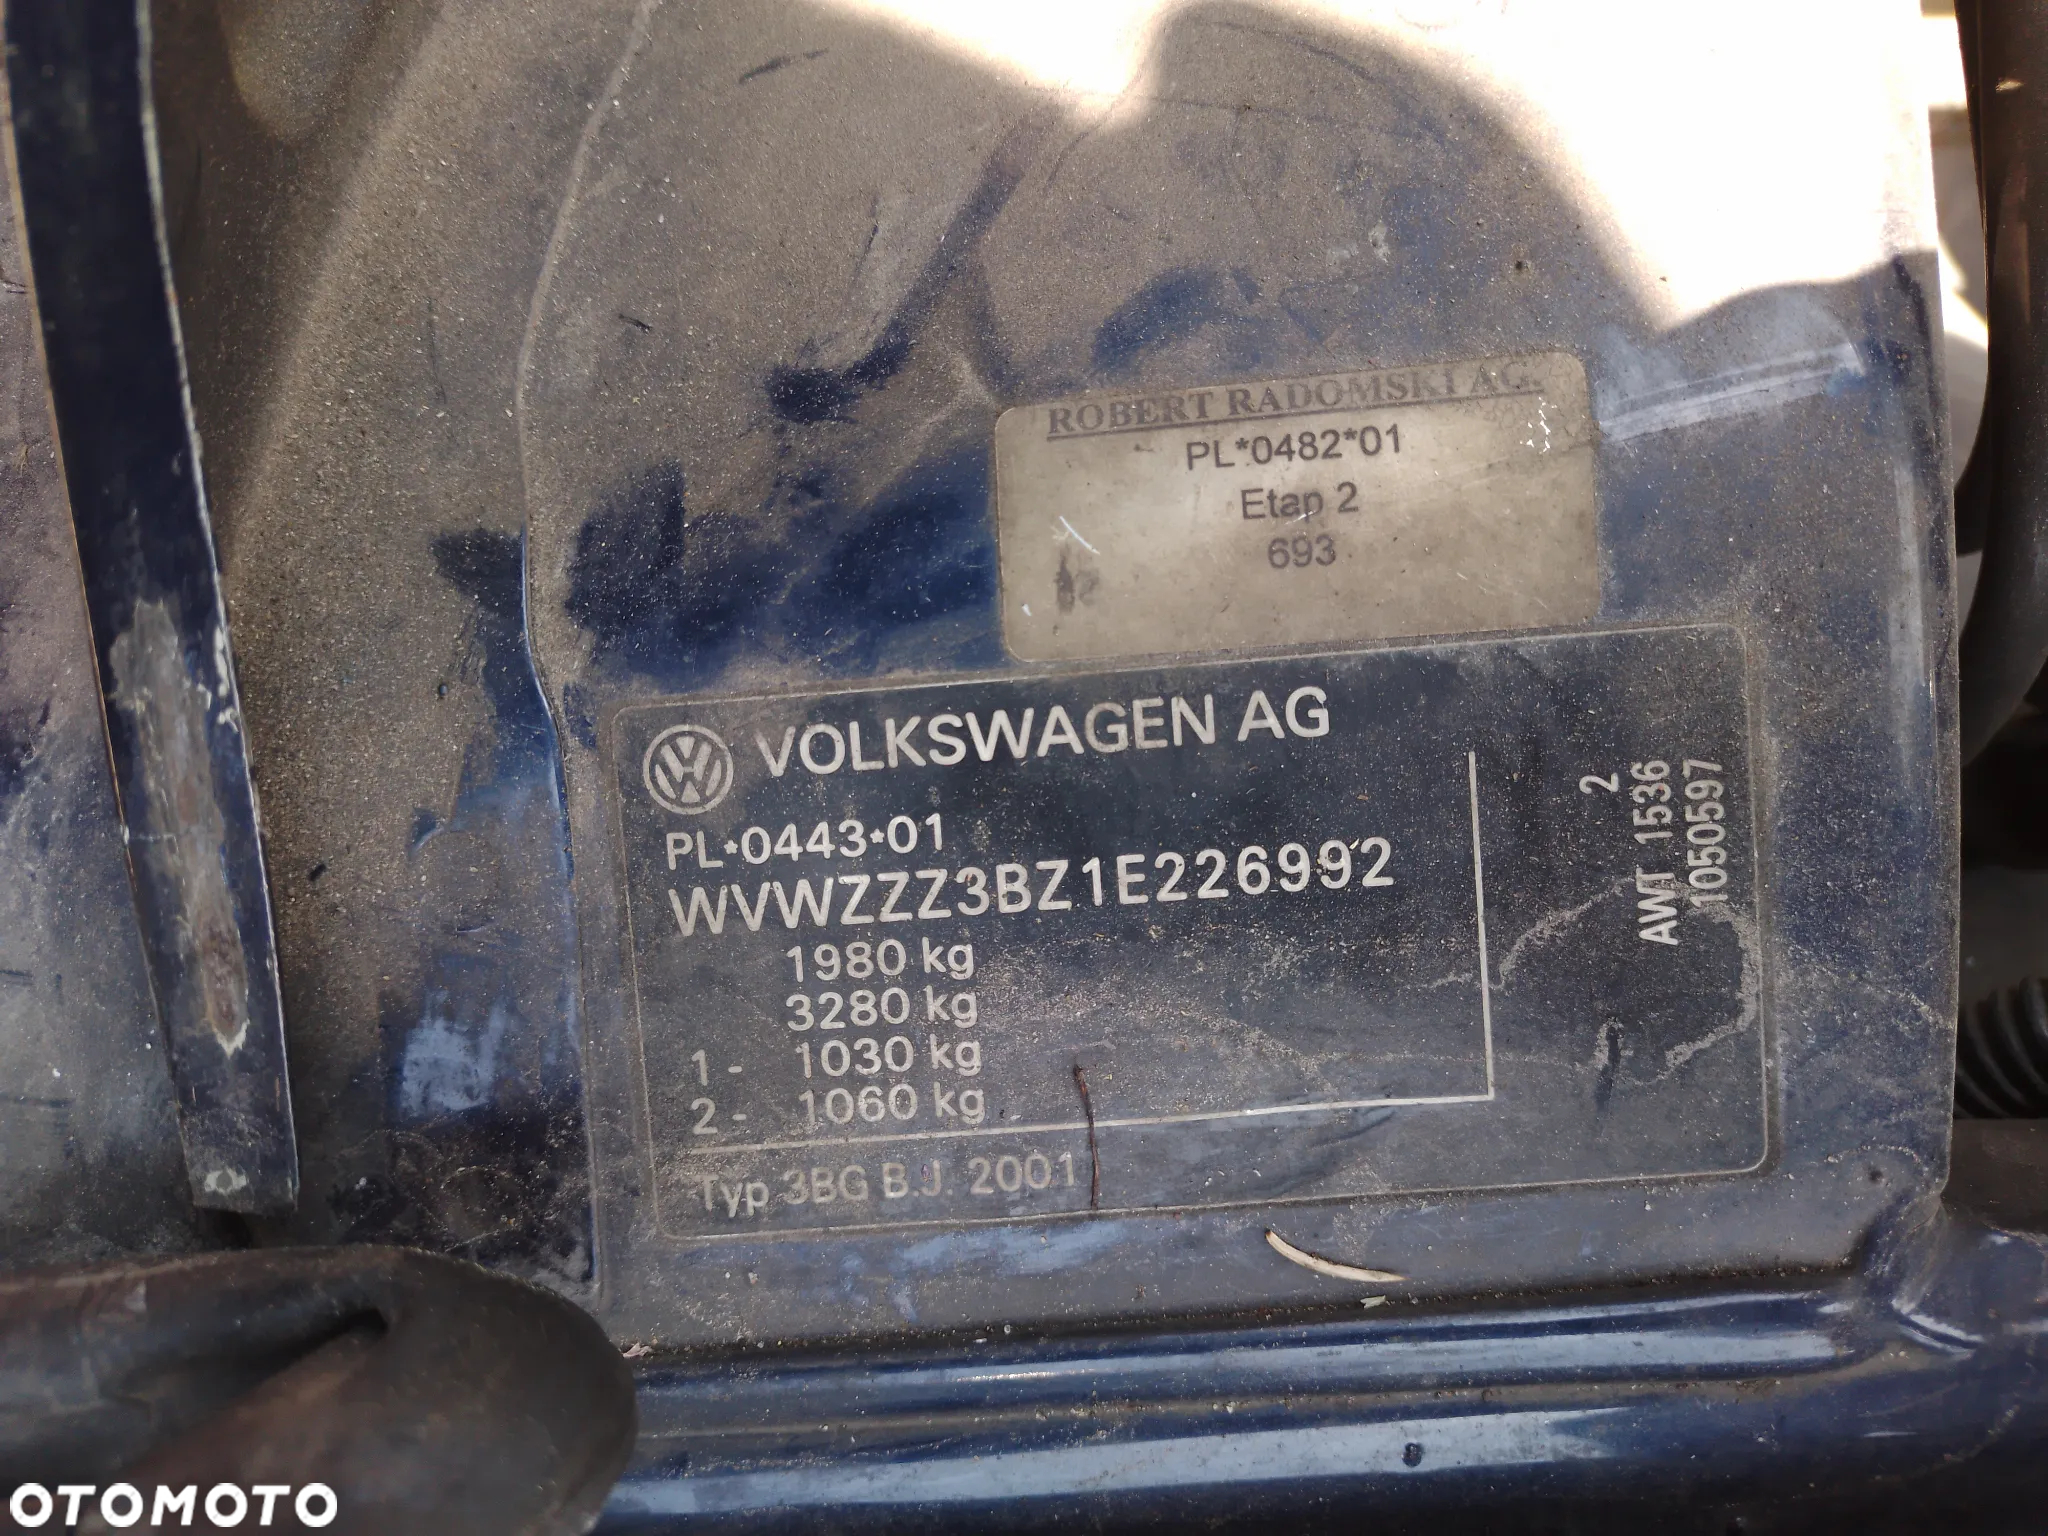 ROBERT RADOMSKI AG.
PL*0482*01
Etap 2
693
VOLKSWAGEN AG
PL*0443*01
WVWZZZ3BZ1E226992
1980 kg
3280 kg
1 - 1030 kg
2 - 1060 kg
Typ 3BG B.J. 2001
2
AWT 1536
1050597
OTOMOTO